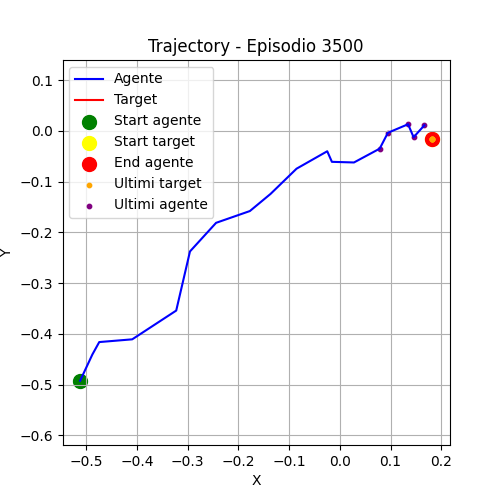 Trajectory - Episodio 3500
Agente
Target
Start agente
Start target
End agente
Ultimi target
Ultimi agente
0.1
0.0
−0.1
−0.2
−0.3
−0.4
−0.5
−0.6
Y
−0.5
−0.4
−0.3
−0.2
−0.1
0.0
0.1
0.2
X